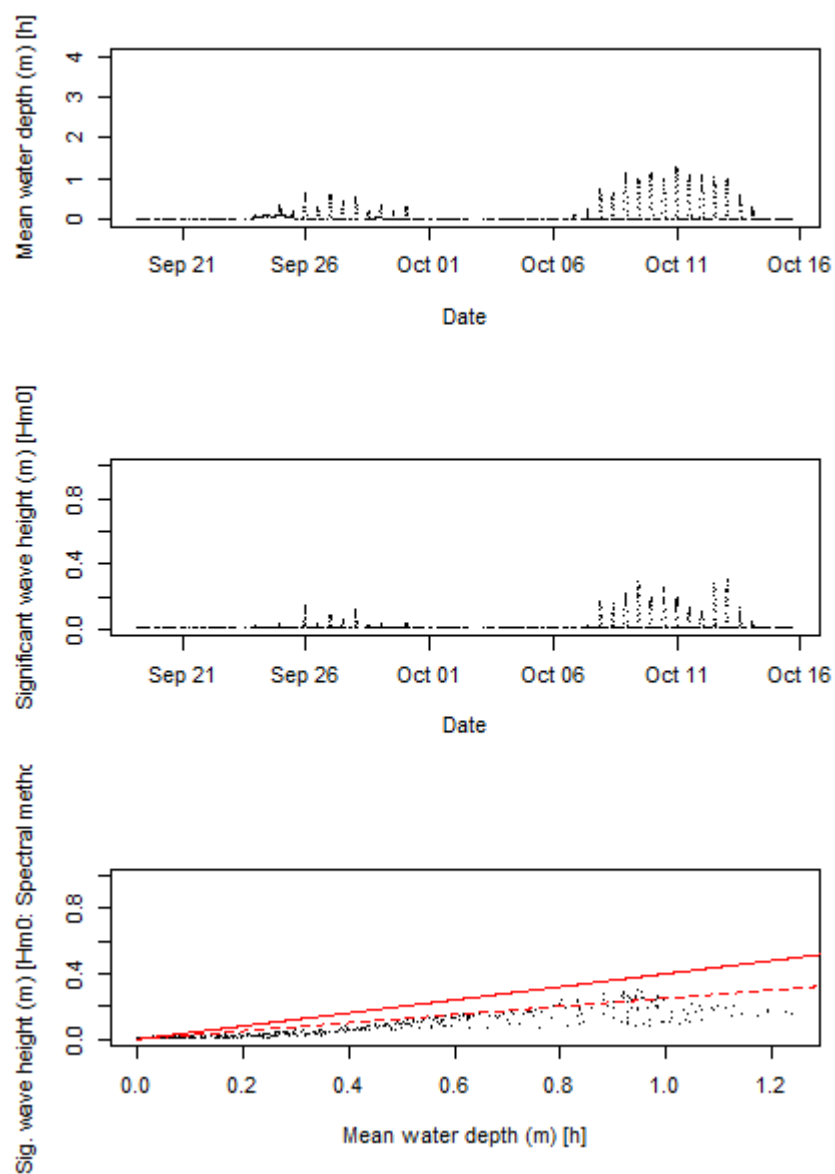 Mean water depth (m) [h]
4
3
2
1
0
Sep 21 Sep 26 Oct 01 Oct 06 Oct 11 Oct 16
Date
Significant wave height (m) [Hm0]
0.8
0.4
0.0
Sep 21 Sep 26 Oct 01 Oct 06 Oct 11 Oct 16
Date
Sig. wave height (m) [Hm0: Spectral metho
0.8
0.4
0.0
0.0 0.2 0.4 0.6 0.8 1.0 1.2
Mean water depth (m) [h]